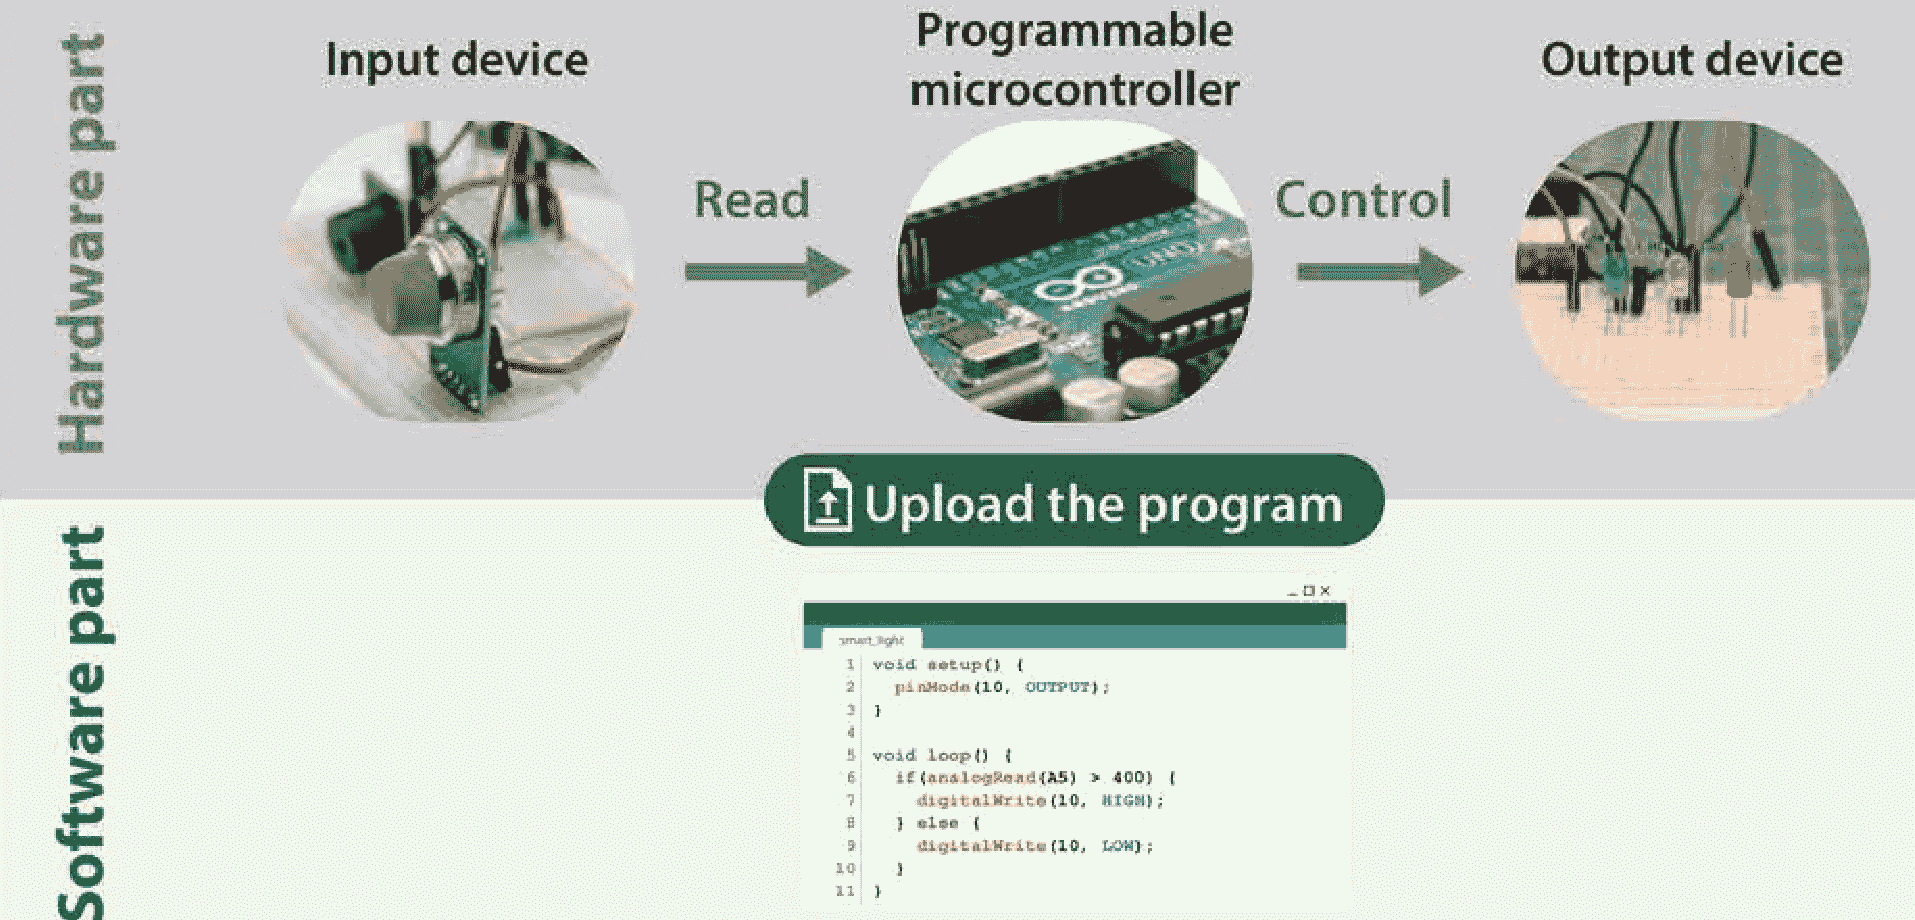 Hardware part
Input device
Programmable
microcontroller
Output device
Read
Control
UNO
Upload the program
Software part
smart_light
1 void setup() {
2 pinMode(10, OUTPUT);
3 }
4
5 void loop() {
6 if(analogRead(A5) > 400) {
7 digitalWrite(10, HIGH);
8 } else {
9 digitalWrite(10, LOW);
10 }
11 }